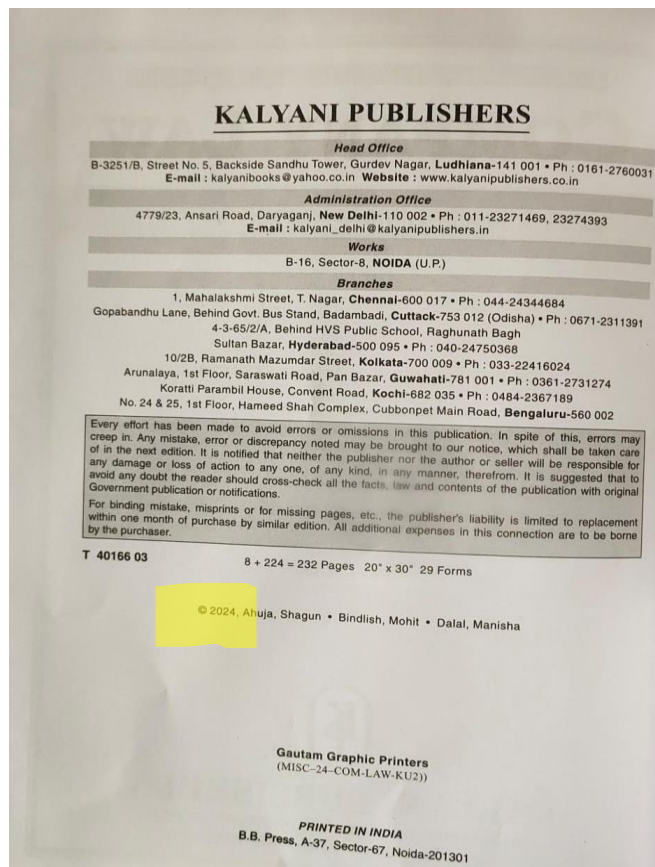 KALYANI PUBLISHERS
Head Office
B-3251/B, Street No. 5, Backside Sandhu Tower, Gurdev Nagar, Ludhiana-141 001 • Ph : 0161-2760031
E-mail : kalyanibooks@yahoo.co.in Website : www.kalyanipublishers.co.in
Administration Office
4779/23, Ansari Road, Daryaganj, New Delhi-110 002 • Ph : 011-23271469, 23274393
E-mail : kalyani_delhi@kalyanipublishers.in
Works
B-16, Sector-8, NOIDA (U.P.)
Branches
1, Mahalakshmi Street, T. Nagar, Chennai-600 017 • Ph : 044-24344684
Gopabandhu Lane, Behind Govt. Bus Stand, Badambadi, Cuttack-753 012 (Odisha) • Ph : 0671-2311391
4-3-65/2/A, Behind HVS Public School, Raghunath Bagh
Sultan Bazar, Hyderabad-500 095 • Ph : 040-24750368
10/2B, Ramanath Mazumdar Street, Kolkata-700 009 • Ph : 033-22416024
Arunalaya, 1st Floor, Saraswati Road, Pan Bazar, Guwahati-781 001 • Ph : 0361-2731274
Koratti Parambil House, Convent Road, Kochi-682 035 • Ph : 0484-2367189
No. 24 & 25, 1st Floor, Hameed Shah Complex, Cubbonpet Main Road, Bengaluru-560 002
Every effort has been made to avoid errors or omissions in this publication. In spite of this, errors may
creep in. Any mistake, error or discrepancy noted may be brought to our notice, which shall be taken care
of in the next edition. It is notified that neither the publisher nor the author or seller will be responsible for
any damage or loss of action to any one, of any kind, in any manner, therefrom. It is suggested that to
avoid any doubt the reader should cross-check all the facts, law and contents of the publication with original
Government publication or notifications.
For binding mistake, misprints or for missing pages, etc., the publisher's liability is limited to replacement
within one month of purchase by similar edition. All additional expenses in this connection are to be borne
by the purchaser.
T 40166 03
8 + 224 = 232 Pages 20" x 30" 29 Forms
© 2024, Ahuja, Shagun • Bindlish, Mohit • Dalal, Manisha
Gautam Graphic Printers
(MISC–24–COM-LAW-KU2))
PRINTED IN INDIA
B.B. Press, A-37, Sector-67, Noida-201301